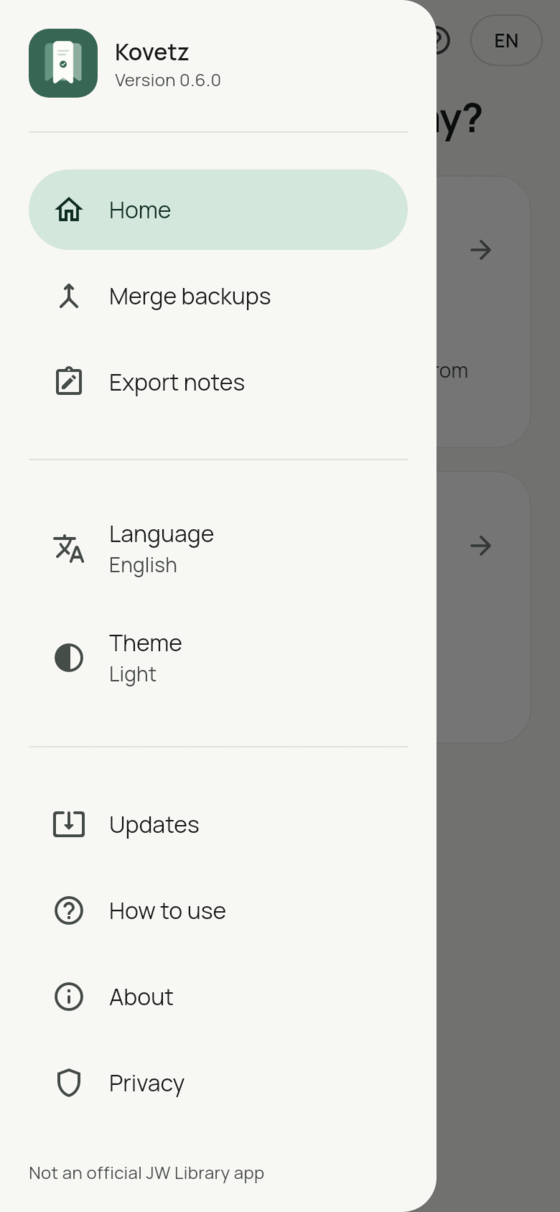 Kovetz
Version 0.6.0
EN
Home
Merge backups
Export notes
Language
English
Theme
Light
Updates
How to use
About
Privacy
Not an official JW Library app